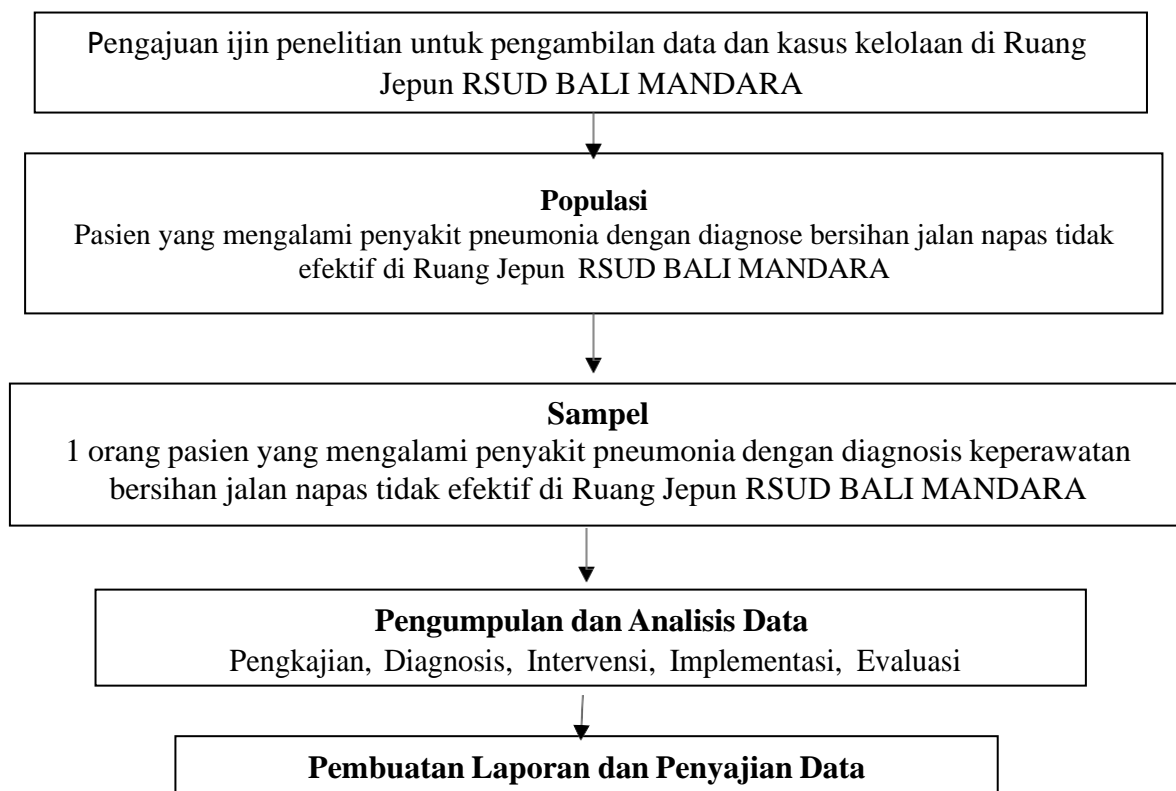 Pengajuan ijin penelitian untuk pengambilan data dan kasus kelolaan di Ruang
Jepun RSUD BALI MANDARA
Populasi
Pasien yang mengalami penyakit pneumonia dengan diagnose bersihan jalan napas tidak
efektif di Ruang Jepun RSUD BALI MANDARA
Sampel
1 orang pasien yang mengalami penyakit pneumonia dengan diagnosis keperawatan
bersihan jalan napas tidak efektif di Ruang Jepun RSUD BALI MANDARA
Pengumpulan dan Analisis Data
Pengkajian, Diagnosis, Intervensi, Implementasi, Evaluasi
Pembuatan Laporan dan Penyajian Data